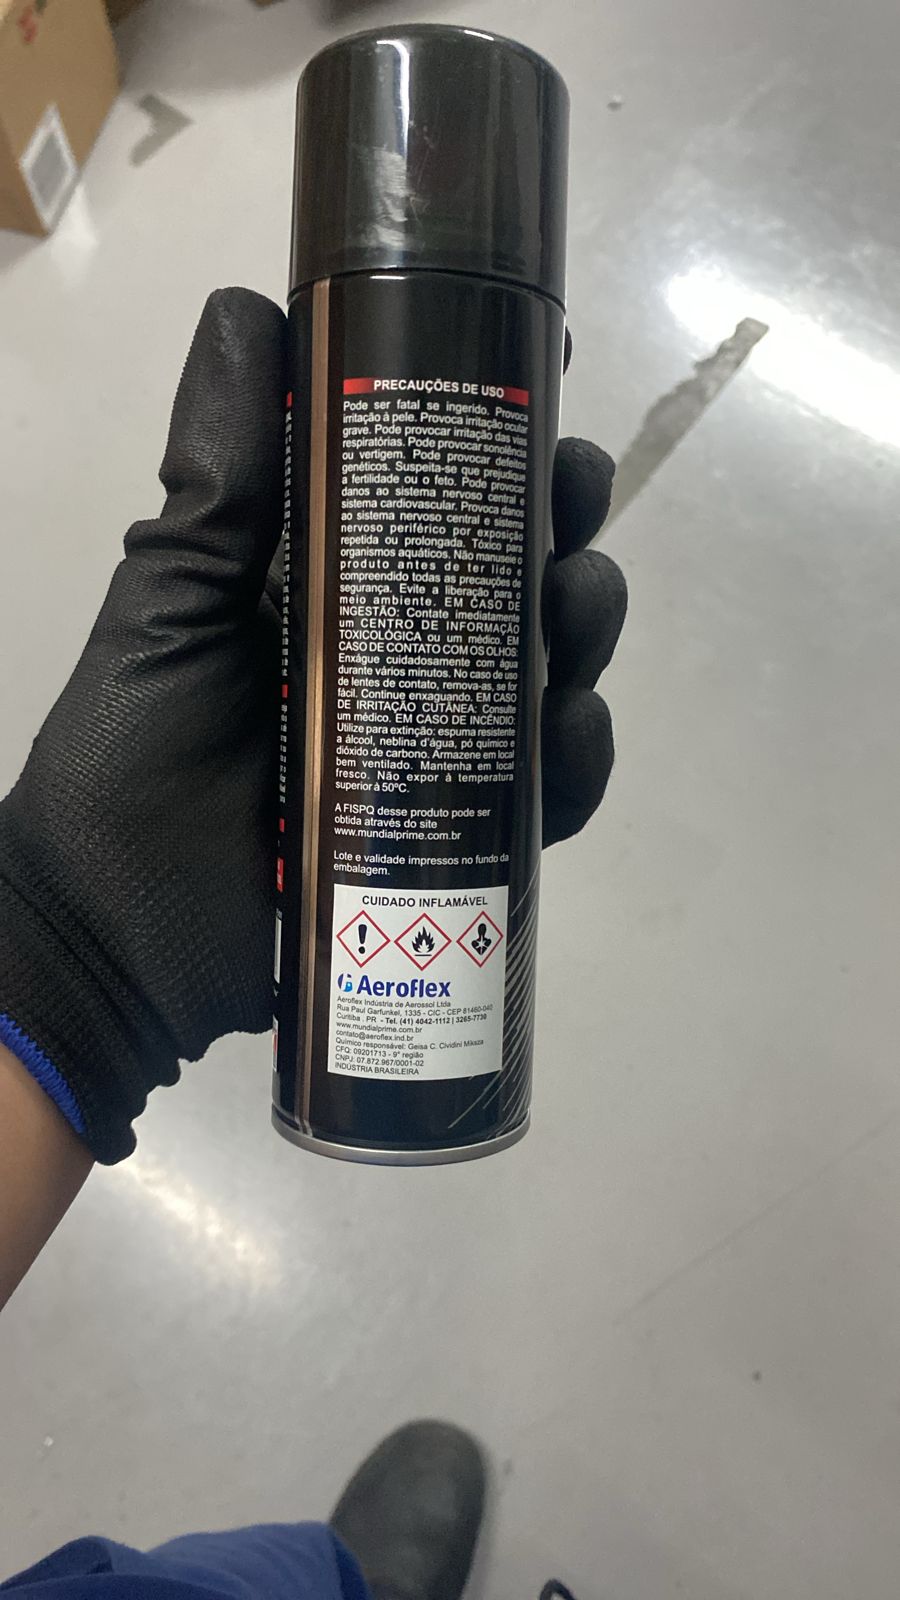 PRECAUÇÕES DE USO
Pode ser fatal se ingerido. Provoca
irritação à pele. Provoca irritação ocular
grave. Pode provocar irritação das vias
respiratórias. Pode provocar sonolência
ou vertigem. Pode provocar defeitos
genéticos. Suspeita-se que prejudique
a fertilidade ou o feto. Pode provocar
danos ao sistema nervoso central e
sistema cardiovascular. Provoca danos
ao sistema nervoso central e sistema
nervoso periférico por exposição
repetida ou prolongada. Tóxico para
organismos aquáticos. Não manuseie o
produto antes de ter lido e
compreendido todas as precauções de
segurança. Evite a liberação para o
meio ambiente. EM CASO DE
INGESTÃO: Contate imediatamente
um CENTRO DE INFORMAÇÃO
TOXICOLÓGICA ou um médico. EM
CASO DE CONTATO COM OS OLHOS:
Enxágue cuidadosamente com água
durante vários minutos. No caso de uso
de lentes de contato, remova-as, se for
fácil. Continue enxaguando. EM CASO
DE IRRITAÇÃO CUTÂNEA: Consulte
um médico. EM CASO DE INCÊNDIO:
Utilize para extinção: espuma resistente
a álcool, neblina d'água, pó químico e
dióxido de carbono. Armazene em local
bem ventilado. Mantenha em local
fresco. Não expor à temperatura
superior à 50ºC.
A FISPQ desse produto pode ser
obtida através do site
www.mundialprime.com.br
Lote e validade impressos no fundo da
embalagem.
CUIDADO INFLAMÁVEL
Aeroflex
Aeroflex Indústria de Aerossol Ltda
Rua Paul Garfunkel, 1335 - CIC - CEP 81460-040
Curitiba . PR - Tel. (41) 4042-1112 | 3265-7730
www.mundialprime.com.br
contato@aeroflex.ind.br
Químico responsável: Geisa C. Cividini Miksza
CFQ: 09201713 - 9ª região
CNPJ: 07.872.967/0001-02
INDÚSTRIA BRASILEIRA